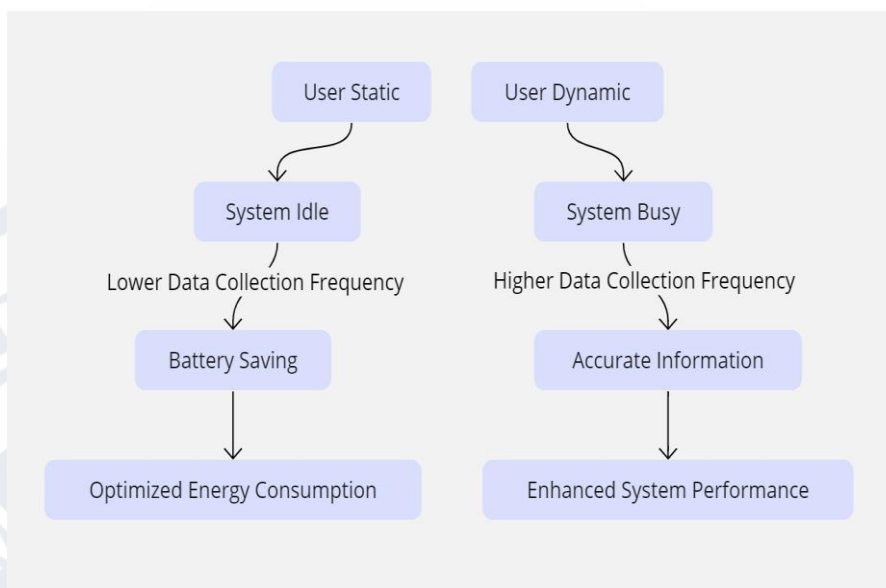 User Static
User Dynamic
System Idle
System Busy
Lower Data Collection Frequency
Higher Data Collection Frequency
Battery Saving
Accurate Information
Optimized Energy Consumption
Enhanced System Performance